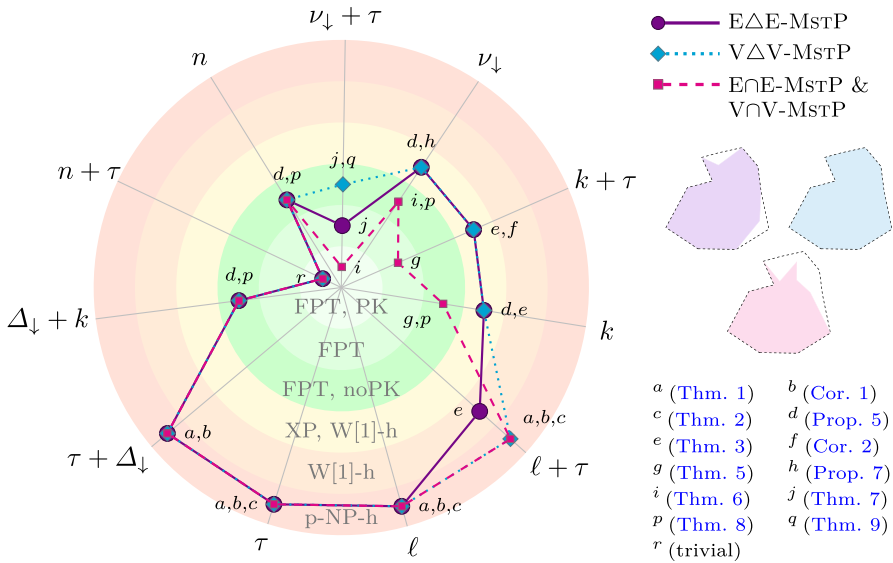 ν↓ + τ
n
ν↓
E△E-MSTP
V△V-MSTP
E∩E-MSTP &
V∩V-MSTP
d,h
j,q
n + τ
d,p
k + τ
i,p
j
e,f
r
i
g
d,p
Δ↓ + k
FPT, PK
g,p
d,e
k
FPT
FPT, noPK
e
a,b,c
XP, W[1]-h
a,b
τ + Δ↓
W[1]-h
ℓ + τ
a,b,c
a,b,c
p-NP-h
τ
ℓ
a (Thm. 1)
b (Cor. 1)
c (Thm. 2)
d (Prop. 5)
e (Thm. 3)
f (Cor. 2)
g (Thm. 5)
h (Prop. 7)
i (Thm. 6)
j (Thm. 7)
p (Thm. 8)
q (Thm. 9)
r (trivial)